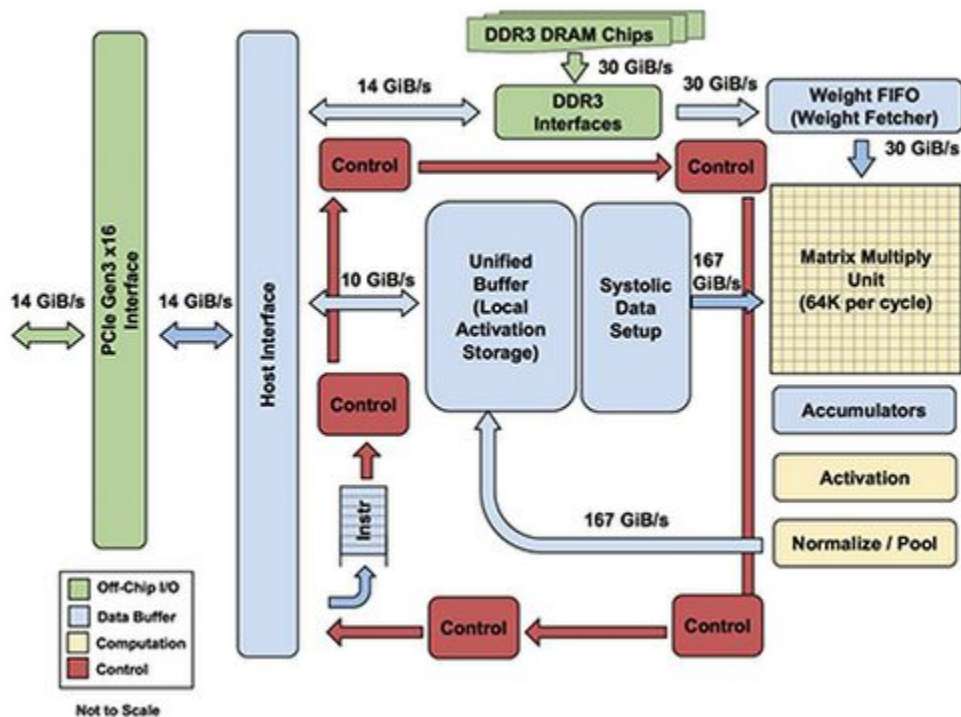 DDR3 DRAM Chips
30 GiB/s
14 GiB/s
30 GiB/s
DDR3
Interfaces
Weight FIFO
(Weight Fetcher)
30 GiB/s
Control
Control
PCIe Gen3 x16
Interface
Host Interface
14 GiB/s
14 GiB/s
10 GiB/s
Unified
Buffer
(Local
Activation
Storage)
Systolic
Data
Setup
167
GiB/s
Matrix Multiply
Unit
(64K per cycle)
Control
Accumulators
Activation
Instr
167 GiB/s
Normalize / Pool
Off-Chip I/O
Data Buffer
Computation
Control
Control
Control
Not to Scale